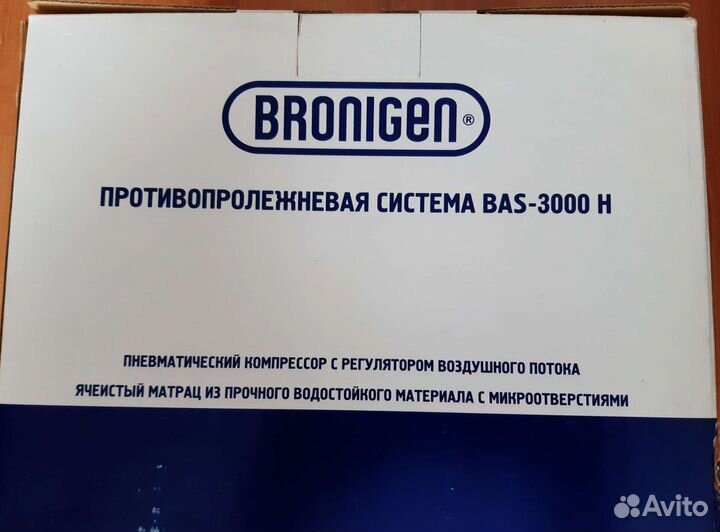 BRONIGEN®
ПРОТИВОПРОЛЕЖНЕВАЯ СИСТЕМА BAS-3000 H
ПНЕВМАТИЧЕСКИЙ КОМПРЕССОР С РЕГУЛЯТОРОМ ВОЗДУШНОГО ПОТОКА
ЯЧЕИСТЫЙ МАТРАЦ ИЗ ПРОЧНОГО ВОДОСТОЙКОГО МАТЕРИАЛА С МИКРООТВЕРСТИЯМИ
Avito